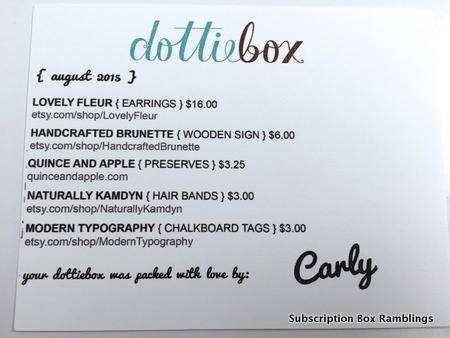 dottiebox
{ august 2015 }
LOVELY FLEUR { EARRINGS } $16.00
etsy.com/shop/LovelyFleur
HANDCRAFTED BRUNETTE { WOODEN SIGN } $6.00
etsy.com/shop/HandcraftedBrunette
QUINCE AND APPLE { PRESERVES } $3.25
quinceandapple.com
NATURALLY KAMDYN { HAIR BANDS } $3.00
etsy.com/shop/NaturallyKamdyn
MODERN TYPOGRAPHY { CHALKBOARD TAGS } $3.00
etsy.com/shop/ModernTypography
your dottiebox was packed with love by: Carly
Subscription Box Ramblings